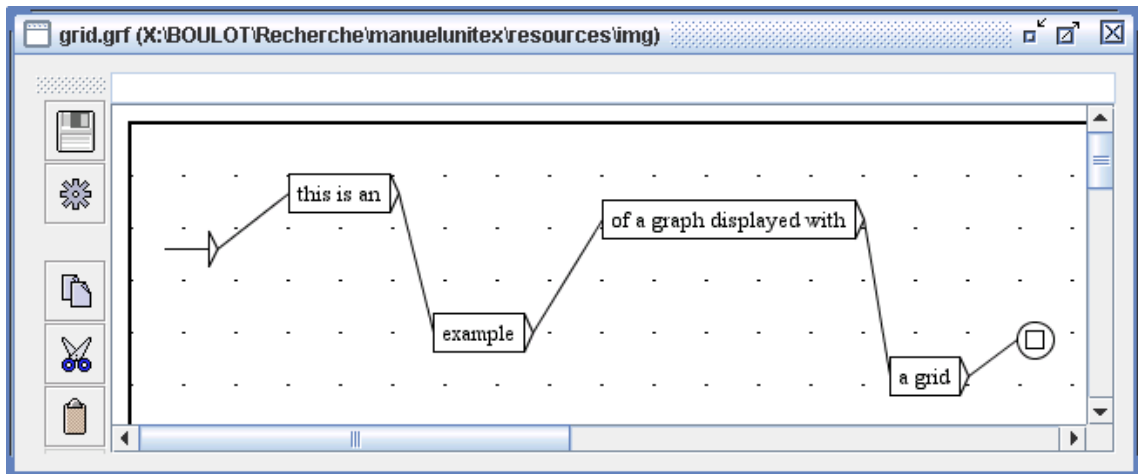 grid.grf (X:\BOULOT\Recherche\manuelunitex\resources\img)
this is an
example
of a graph displayed with
a grid